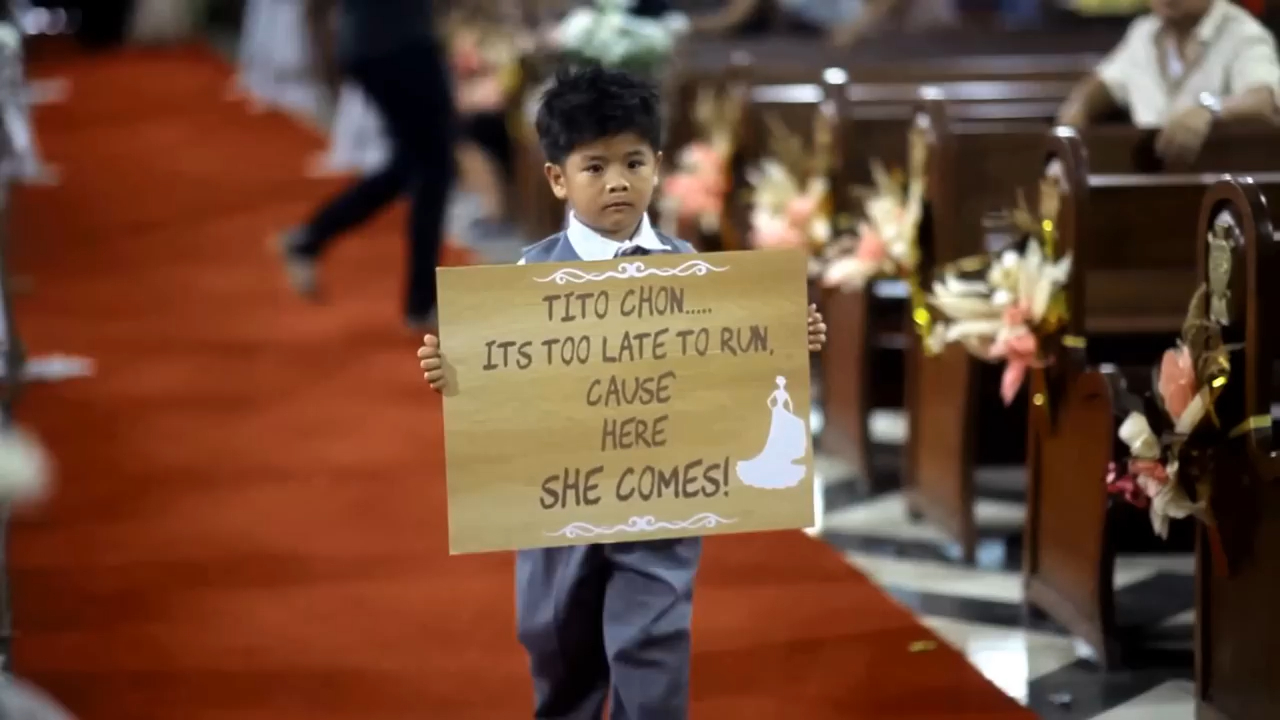 TITO CHON.....
ITS TOO LATE TO RUN,
CAUSE
HERE
SHE COMES!